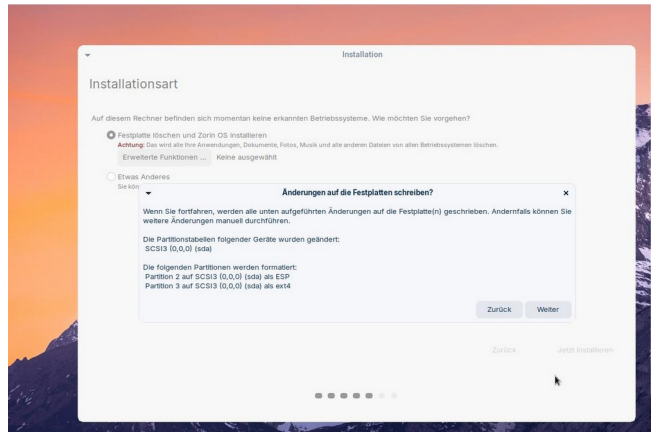 Installation
Installationsart
Auf diesem Rechner befinden sich momentan keine erkannten Betriebssysteme. Wie möchten Sie vorgehen?
Festplatte löschen und Zorin OS installieren
Achtung: Das wird alle Ihre Anwendungen, Dokumente, Fotos, Musik und alle anderen Dateien von allen Betriebssystemen löschen.
Erweiterte Funktionen ... Keine ausgewählt
Etwas Anderes
Sie kön
Änderungen auf die Festplatten schreiben?
Wenn Sie fortfahren, werden alle unten aufgeführten Änderungen auf die Festplatte(n) geschrieben. Andernfalls können Sie
weitere Änderungen manuell durchführen.
Die Partitionstabellen folgender Geräte wurden geändert:
SCSI3 (0,0,0) (sda)
Die folgenden Partitionen werden formatiert:
Partition 2 auf SCSI3 (0,0,0) (sda) als ESP
Partition 3 auf SCSI3 (0,0,0) (sda) als ext4
Zurück Weiter
Zurück Jetzt installieren